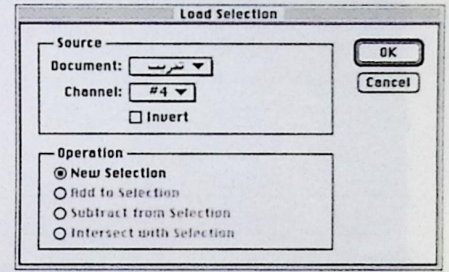 Load Selection
Source
Document: تدريب
Channel: #4
Invert
OK
Cancel
Operation
New Selection
Add to Selection
Subtract from Selection
Intersect with Selection